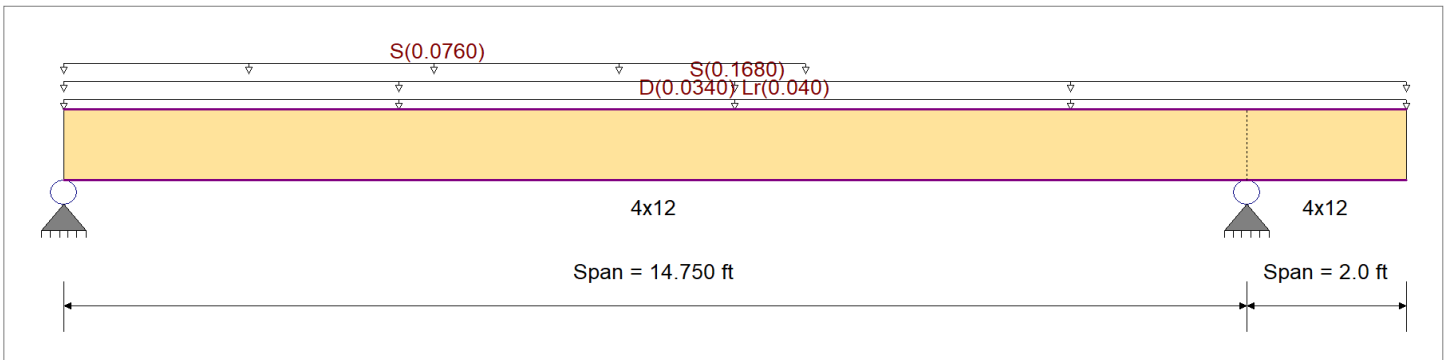 S(0.0760)
S(0.1680)
D(0.0340) Lr(0.040)
4x12 4x12
Span = 14.750 ft Span = 2.0 ft